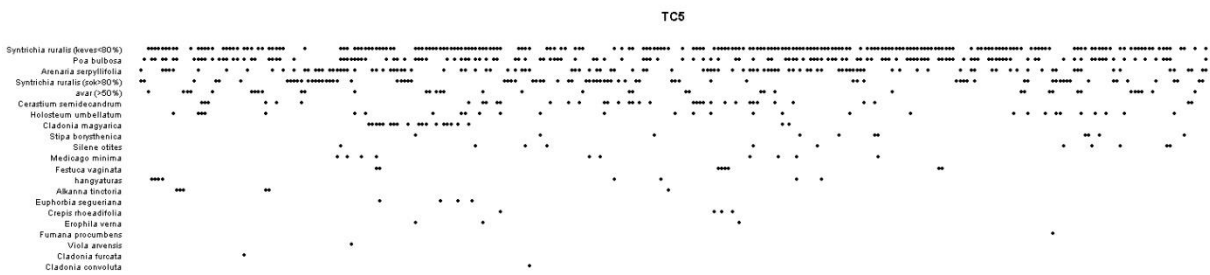 TC5
Syntrichia ruralis (keves<80%)
Poa bulbosa
Arenaria serpyllifolia
Syntrichia ruralis (sok>80%)
avar (>50%)
Cerastium semidecandrum
Holosteum umbellatum
Cladonia magyarica
Stipa borysthenica
Silene otites
Medicago minima
Festuca vaginata
hangyaturas
Alkanna tinctoria
Euphorbia segueriana
Crepis rhoeadifolia
Erophila verna
Fumana procumbens
Viola arvensis
Cladonia furcata
Cladonia convoluta